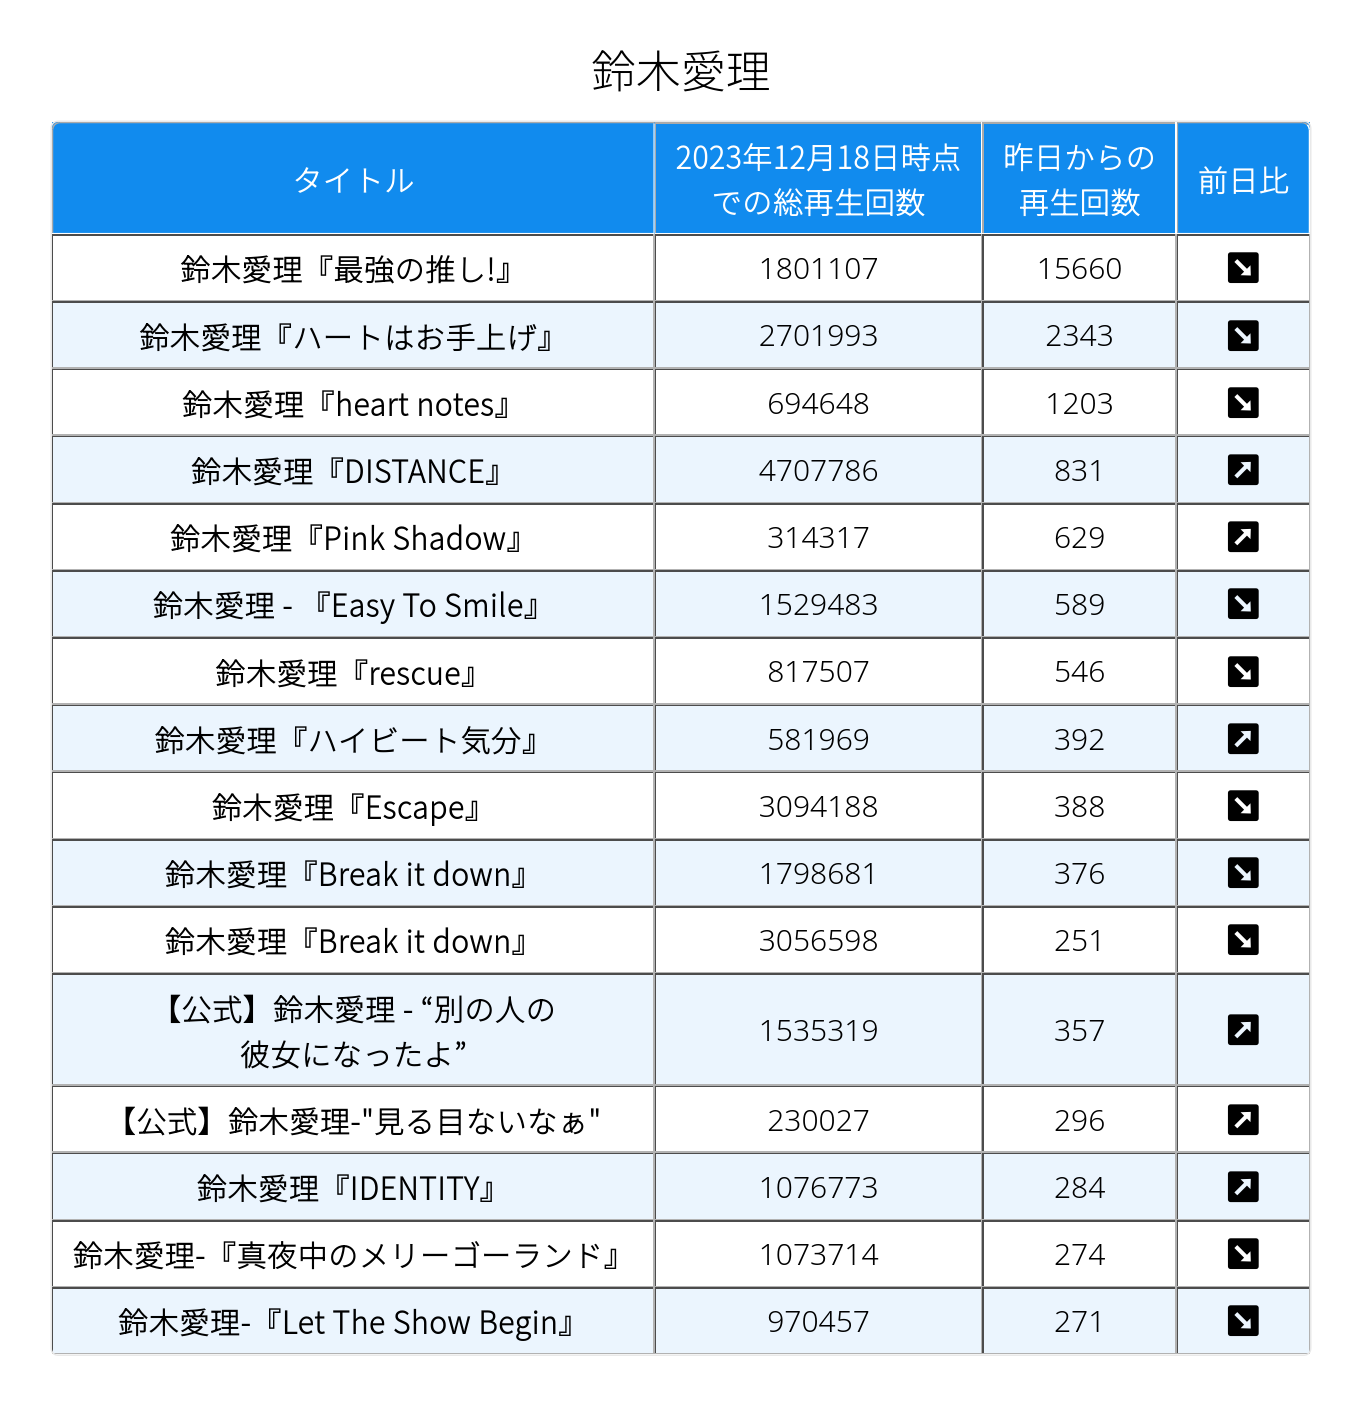 鈴木愛理
タイトル 2023年12月18日時点 昨日からの 前日比
での総再生回数 再生回数
鈴木愛理『最強の推し!』 1801107 15660 ↘
鈴木愛理『ハートはお手上げ』 2701993 2343 ↘
鈴木愛理『heart notes』 694648 1203 ↘
鈴木愛理『DISTANCE』 4707786 831 ↗
鈴木愛理『Pink Shadow』 314317 629 ↗
鈴木愛理 - 『Easy To Smile』 1529483 589 ↘
鈴木愛理『rescue』 817507 546 ↘
鈴木愛理『ハイビート気分』 581969 392 ↗
鈴木愛理『Escape』 3094188 388 ↘
鈴木愛理『Break it down』 1798681 376 ↘
鈴木愛理『Break it down』 3056598 251 ↘
【公式】鈴木愛理 - “別の人の
彼女になったよ” 1535319 357 ↗
【公式】鈴木愛理-"見る目ないなぁ" 230027 296 ↗
鈴木愛理『IDENTITY』 1076773 284 ↗
鈴木愛理-『真夜中のメリーゴーランド』 1073714 274 ↘
鈴木愛理-『Let The Show Begin』 970457 271 ↘